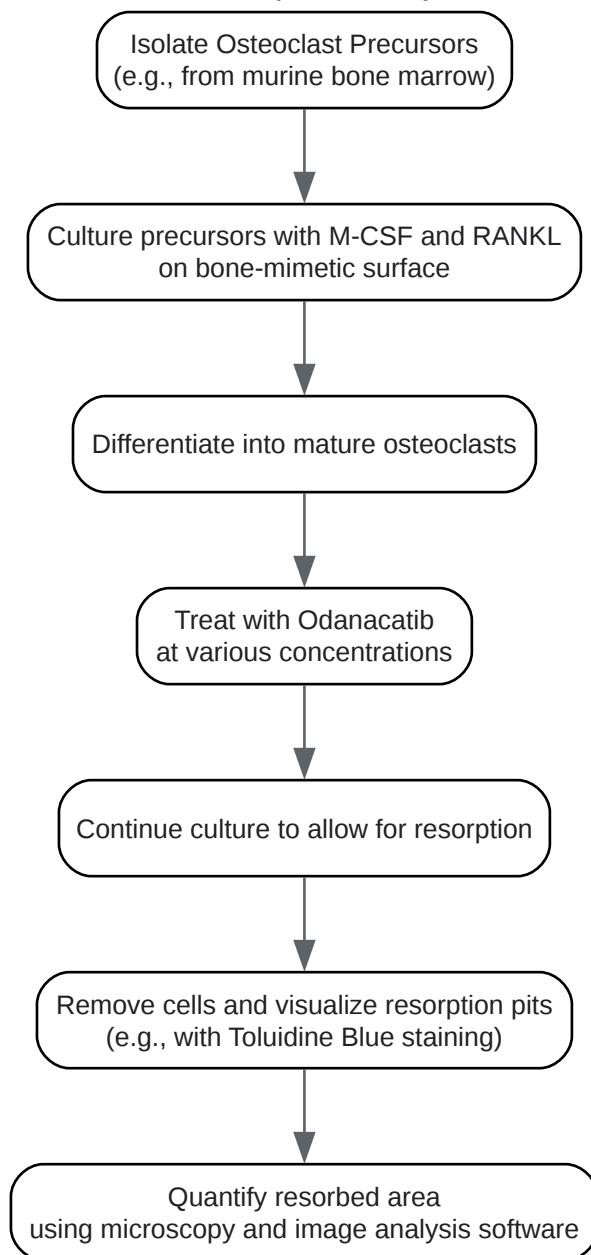 Isolate Osteoclast Precursors
(e.g., from murine bone marrow)
Culture precursors with M-CSF and RANKL
on bone-mimetic surface
Differentiate into mature osteoclasts
Treat with Odanacatib
at various concentrations
Continue culture to allow for resorption
Remove cells and visualize resorption pits
(e.g., with Toluidine Blue staining)
Quantify resorbed area
using microscopy and image analysis software